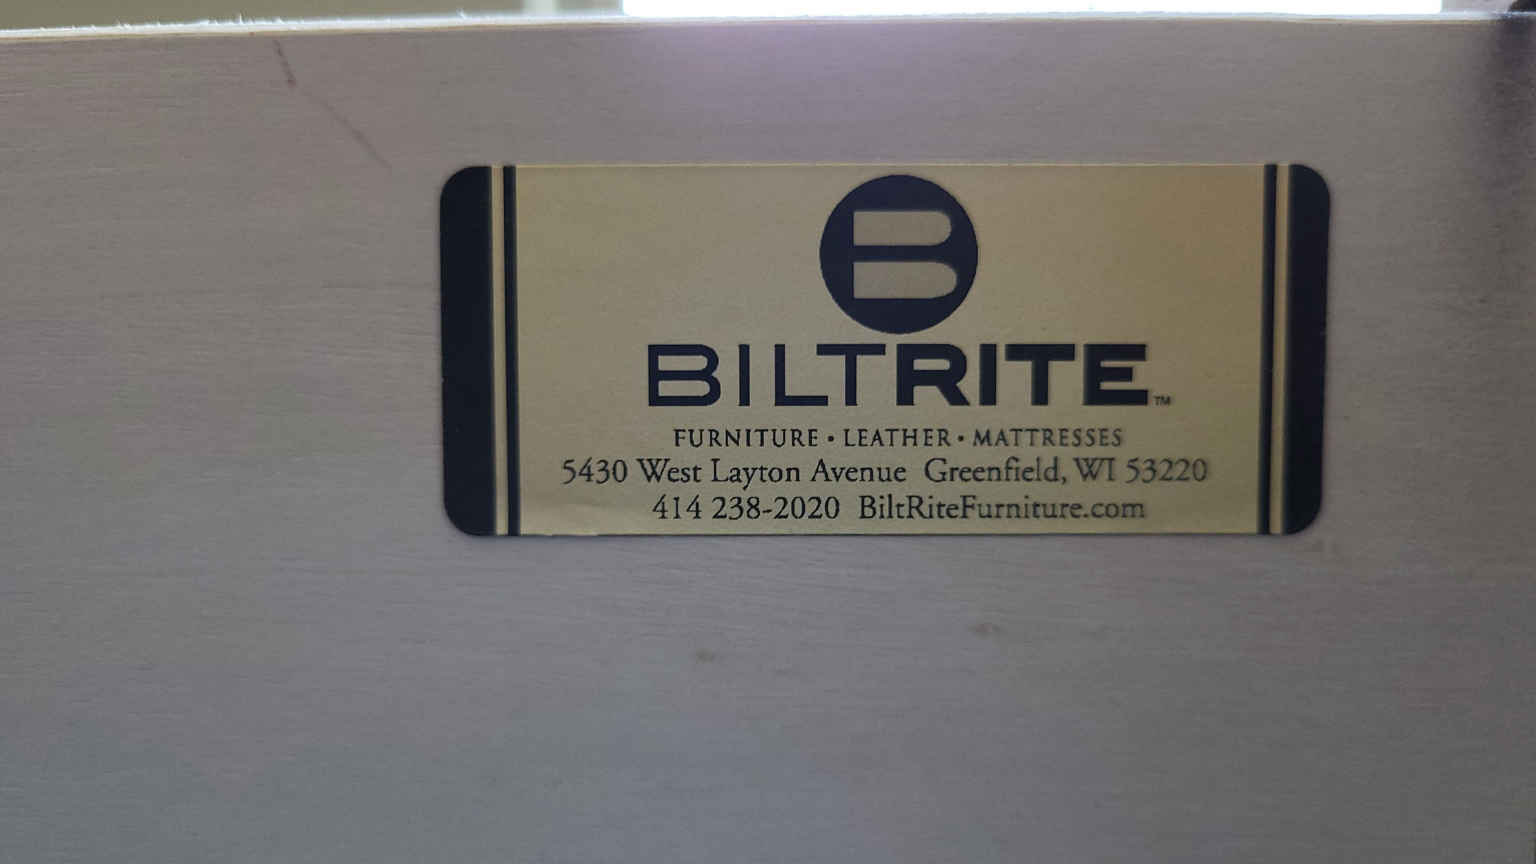 B
BILTRITE™
FURNITURE • LEATHER • MATTRESSES
5430 West Layton Avenue Greenfield, WI 53220
414 238-2020 BiltRiteFurniture.com